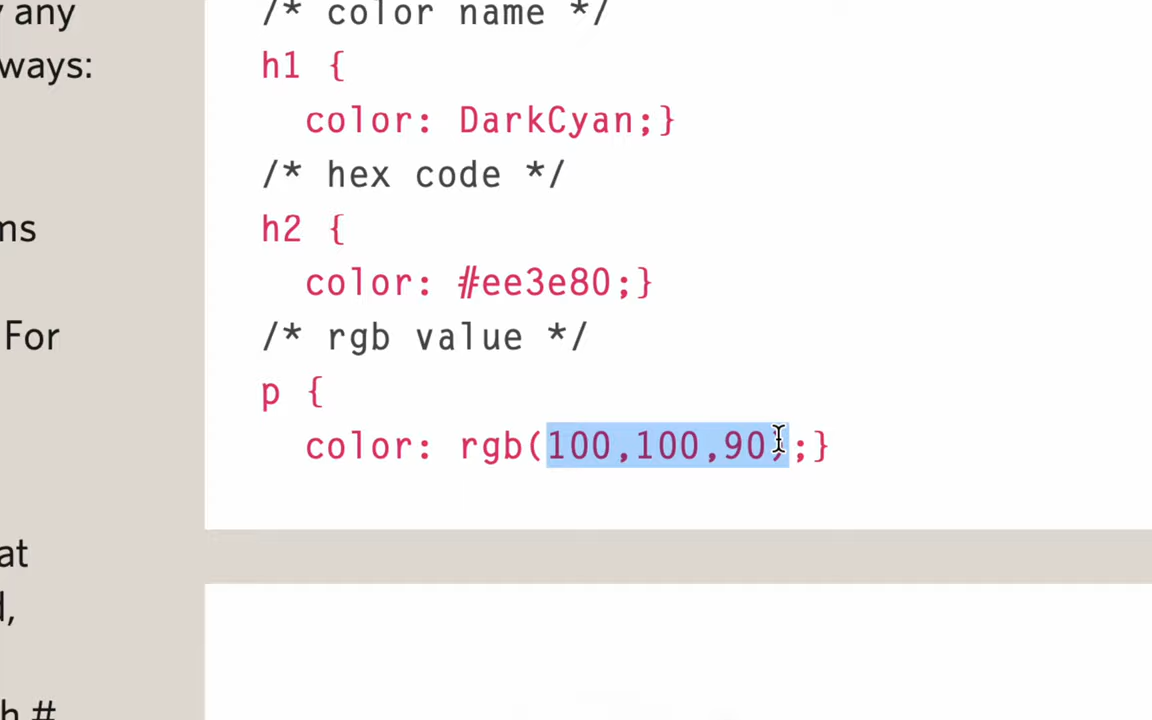 any
/* color name */
ways:
h1 {
color: DarkCyan;}
/* hex code */
ns
h2 {
color: #ee3e80;}
For
/* rgb value */
p {
color: rgb(100,100,90);}
at
d,
h #